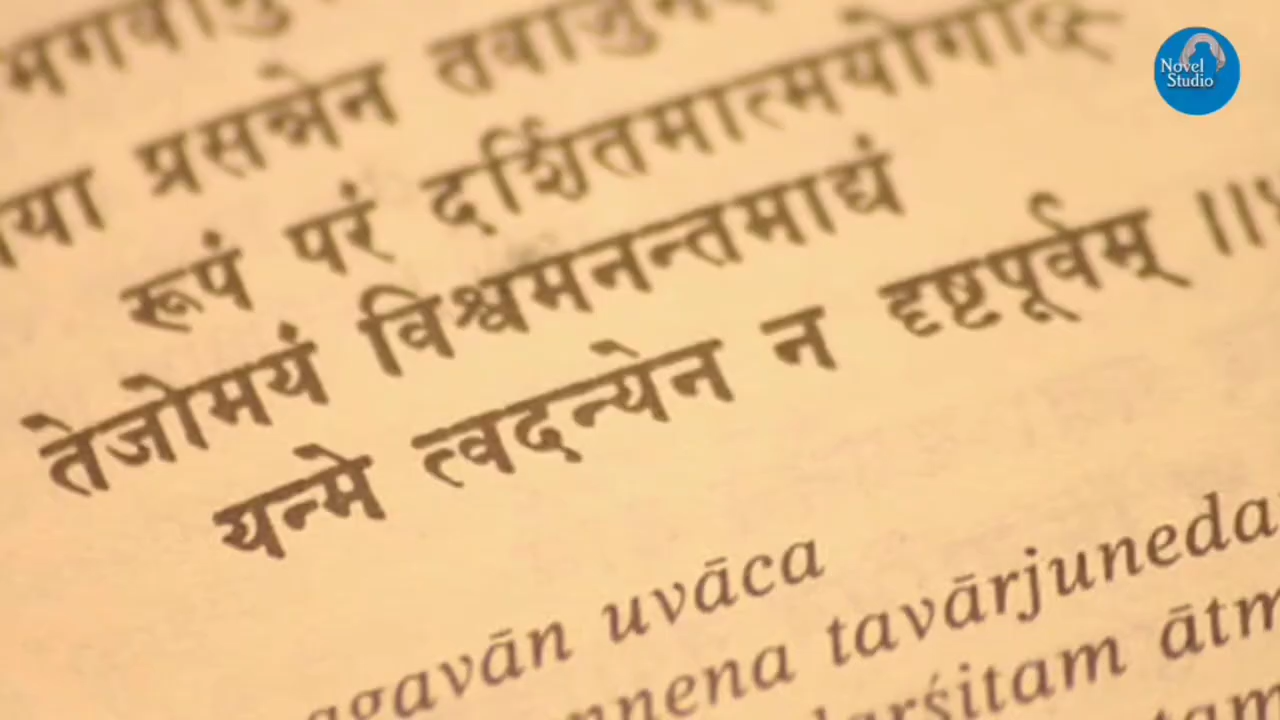 Novel
Studio
प्रसन्नेन
रूपं परं दर्शितमात्मयोगात्
तेजोमयं विश्वमनन्तमाद्यं
यन्मे त्वदन्येन न दृष्टपूर्वम् ॥
uvāca
tavārjuneda